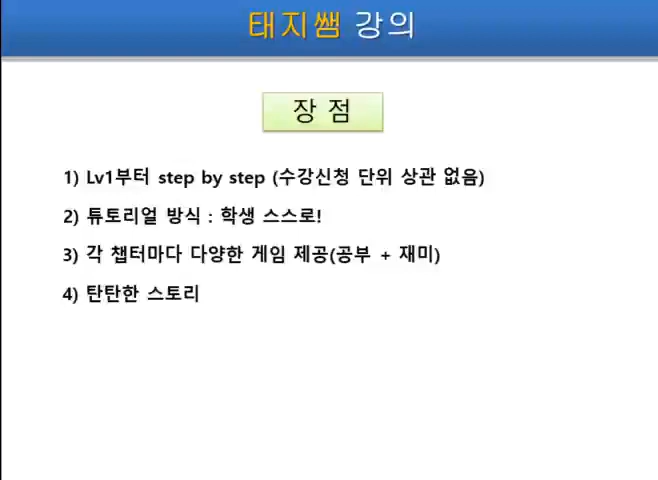 태지쌤 강의
장 점
1) Lv1부터 step by step (수강신청 단위 상관 없음)
2) 튜토리얼 방식 : 학생 스스로!
3) 각 챕터마다 다양한 게임 제공(공부 + 재미)
4) 탄탄한 스토리